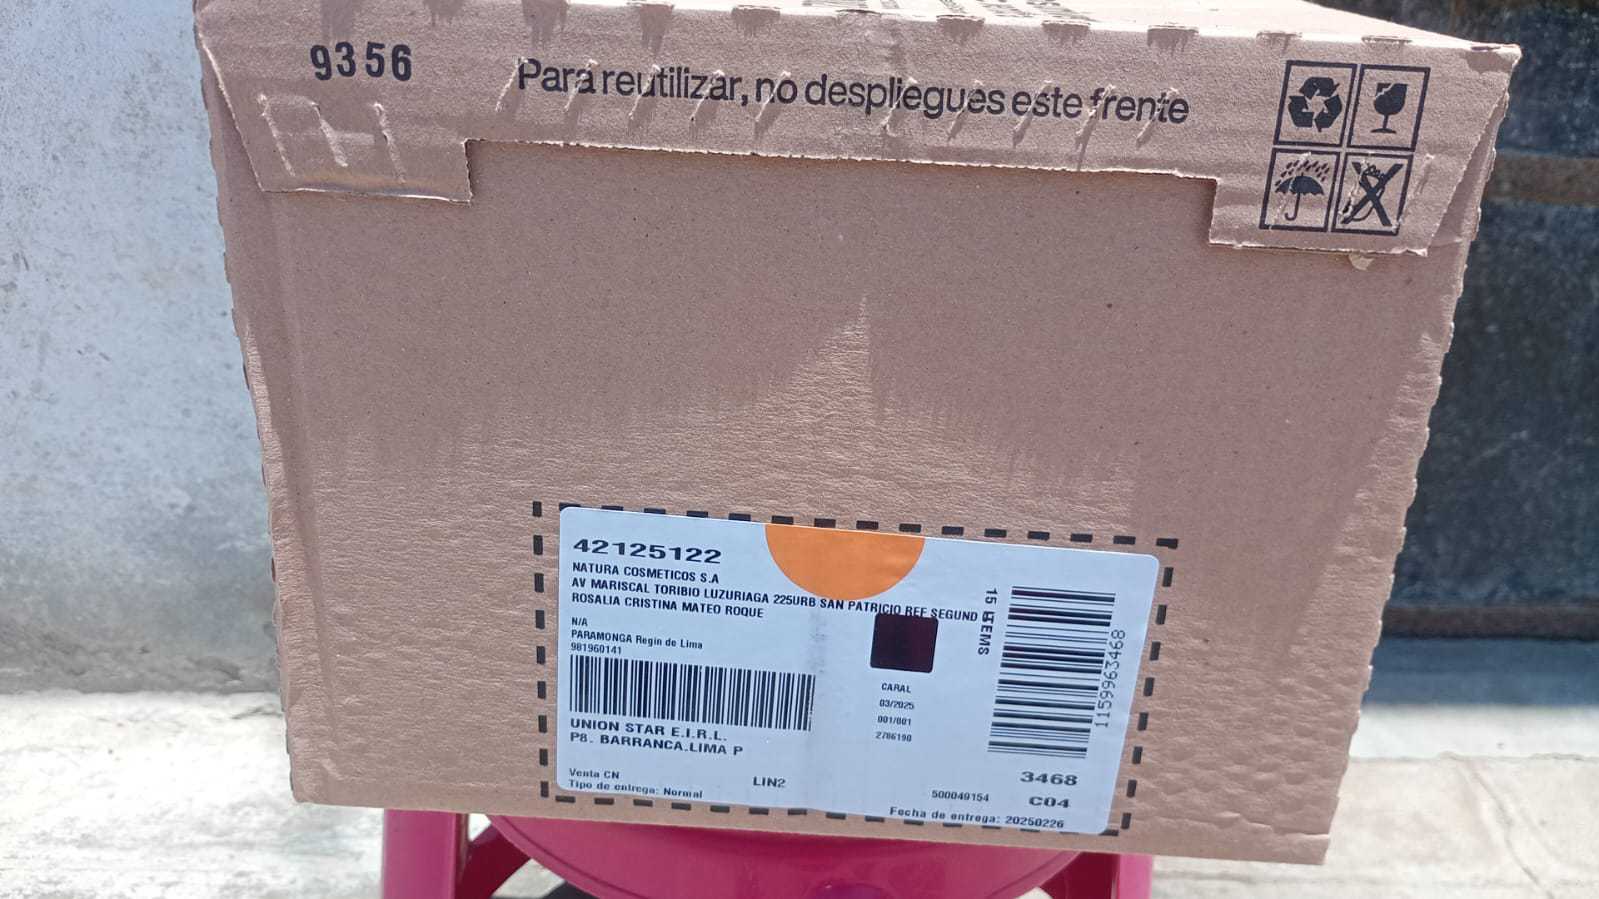 9356
Para reutilizar, no despliegues este frente
42125122
NATURA COSMETICOS S.A
AV MARISCAL TORIBIO LUZURIAGA 225URB SAN PATRICIO REF SEGUND
ROSALIA CRISTINA MATEO ROQUE
N/A
PARAMONGA Regin de Lima
981960141
UNION STAR E.I.R.L.
P8. BARRANCA.LIMA P
Venta CN
Tipo de entrega: Normal
LIN2
CARAL
03/2025
001/001
2786190
15 ITEMS
1159963468
3468
500049154
C04
Fecha de entrega: 20250226